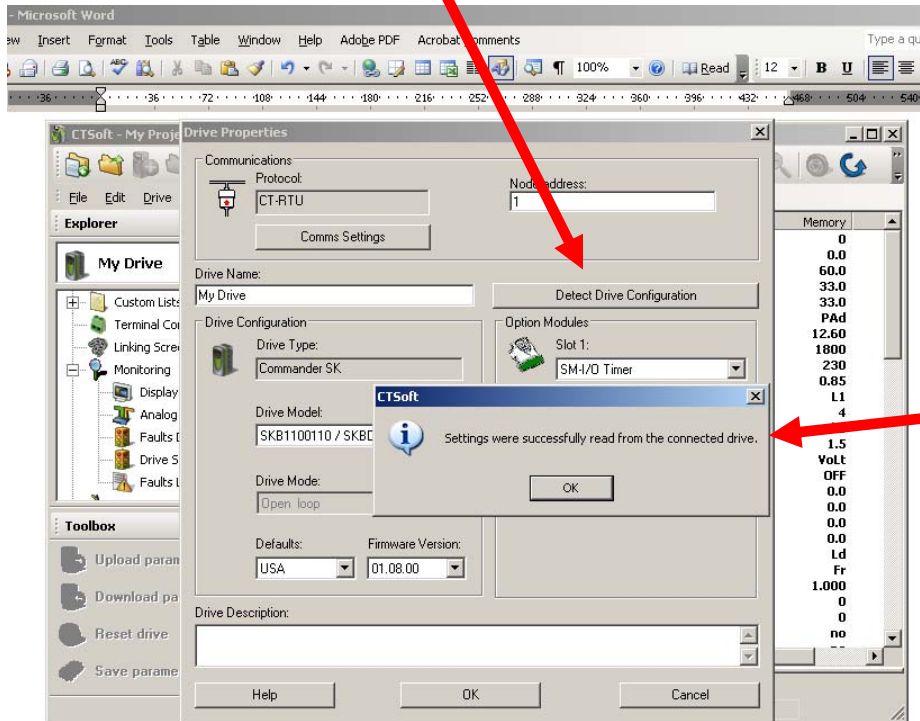 - Microsoft Word
ew Insert Format Tools Table Window Help Adobe PDF Acrobat Comments Type a qu
100% Read 12 B U
36 36 72 108 144 180 216 252 288 324 360 396 432 468 504 540
CTSoft - My Proje
Drive Properties
File Edit Drive
Explorer
My Drive
Custom Lists
Terminal Co
Linking Scre
Monitoring
Display
Analog
Faults
Drive S
Faults L
Toolbox
Upload param
Download pa
Reset drive
Save parame
Communications
Protocol:
CT-RTU
Node address:
1
Comms Settings
Drive Name:
My Drive
Detect Drive Configuration
Drive Configuration
Drive Type:
Commander SK
Drive Model:
SKB1100110 / SKBD
Drive Mode:
Open loop
Defaults:
USA
Firmware Version:
01.08.00
Option Modules
Slot 1:
SM-I/O Timer
CTSoft
Settings were successfully read from the connected drive.
OK
Drive Description:
Help OK Cancel
Memory
0
0.0
60.0
33.0
33.0
PAd
12.60
1800
230
0.85
L1
4
1.5
VoLt
OFF
0.0
0.0
0.0
0.0
Ld
Fr
1.000
0
0
no